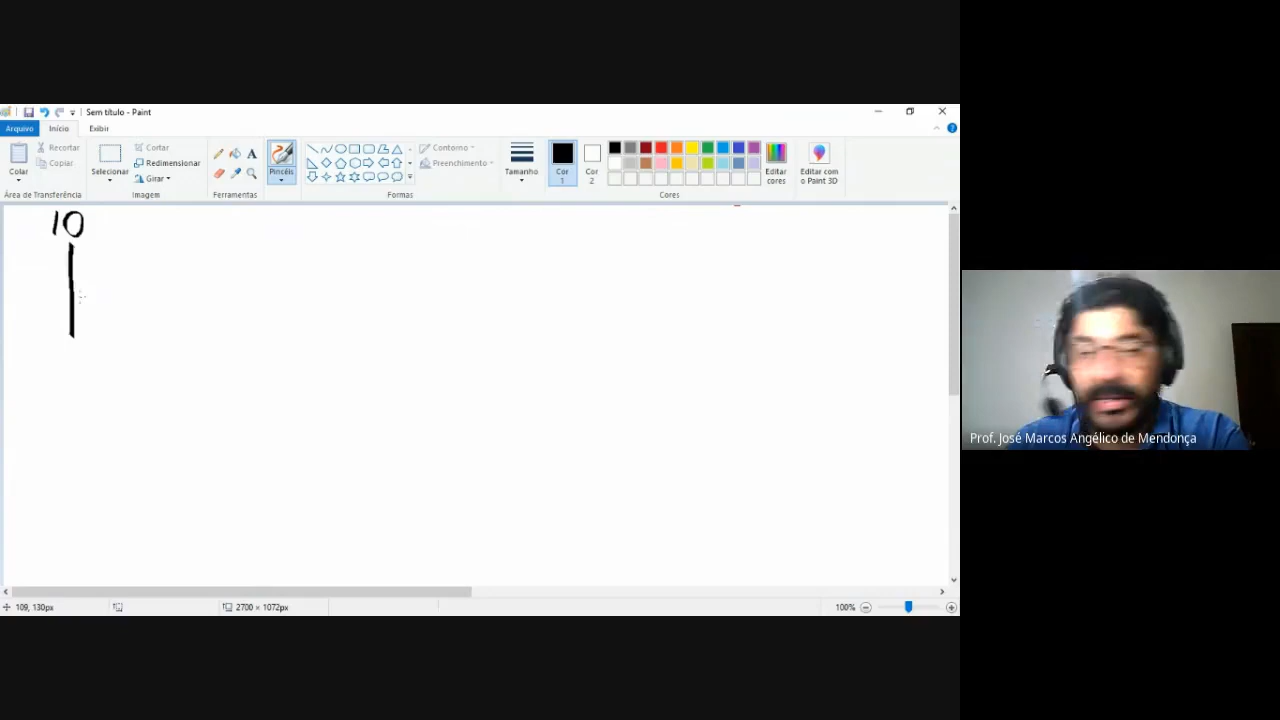 Sem título - Paint
Arquivo Início Exibir
Colar
Recortar
Copiar
Área de Transferência
Selecionar
Cortar
Redimensionar
Girar
Imagem
A
Ferramentas
Pincéis
Contorno
Preenchimento
Formas
Tamanho
Cor
1
Cor
2
Editar
cores
Cores
Editar com
o Paint 3D
10
109, 130px
2700 × 1072px
100%
Prof. José Marcos Angélico de Mendonça